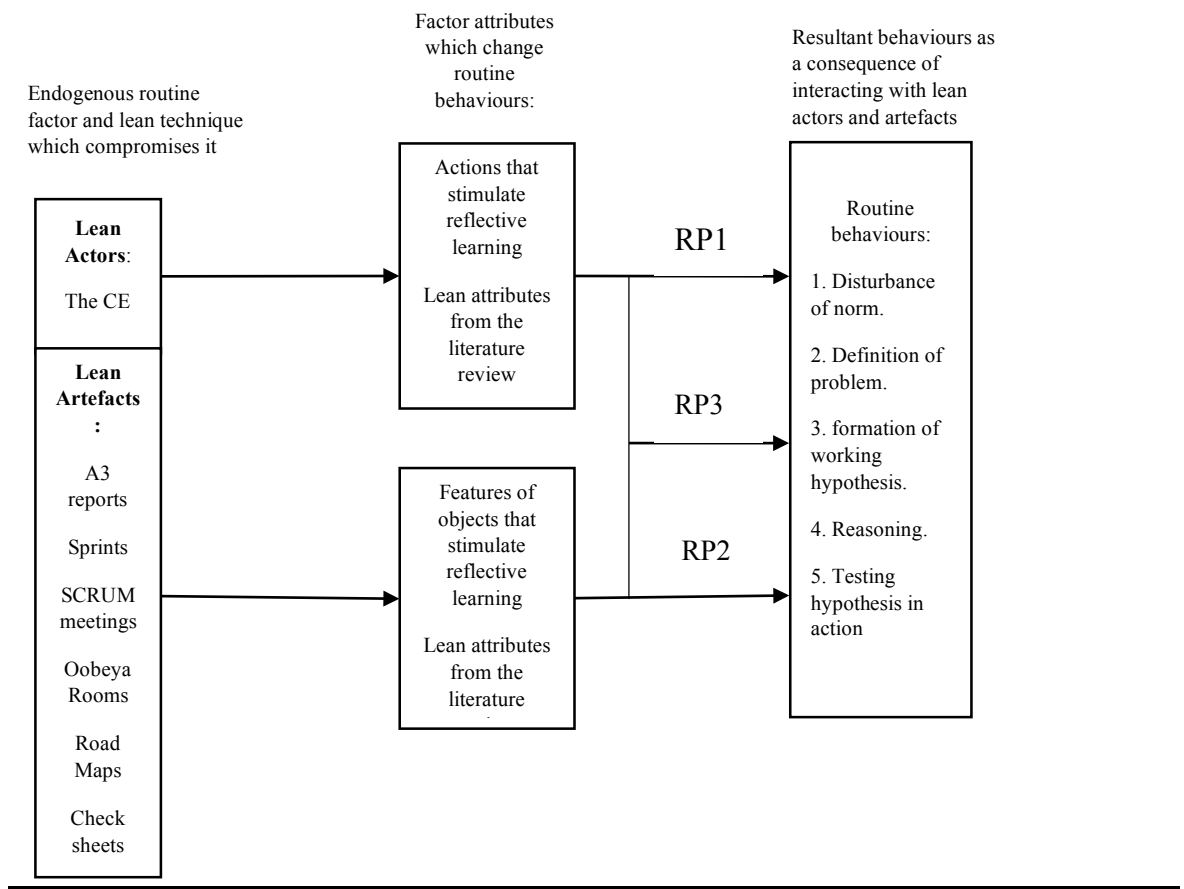 Endogenous routine
factor and lean technique
which compromises it
Lean
Actors:
The CE
Lean
Artefacts
:
A3
reports
Sprints
SCRUM
meetings
Oobeya
Rooms
Road
Maps
Check
sheets
Factor attributes
which change
routine
behaviours:
Actions that
stimulate
reflective
learning
Lean attributes
from the
literature
review
Features of
objects that
stimulate
reflective
learning
Lean attributes
from the
literature
RP1
RP3
RP2
Resultant behaviours as
a consequence of
interacting with lean
actors and artefacts
Routine
behaviours:
1. Disturbance
of norm.
2. Definition of
problem.
3. formation of
working
hypothesis.
4. Reasoning.
5. Testing
hypothesis in
action